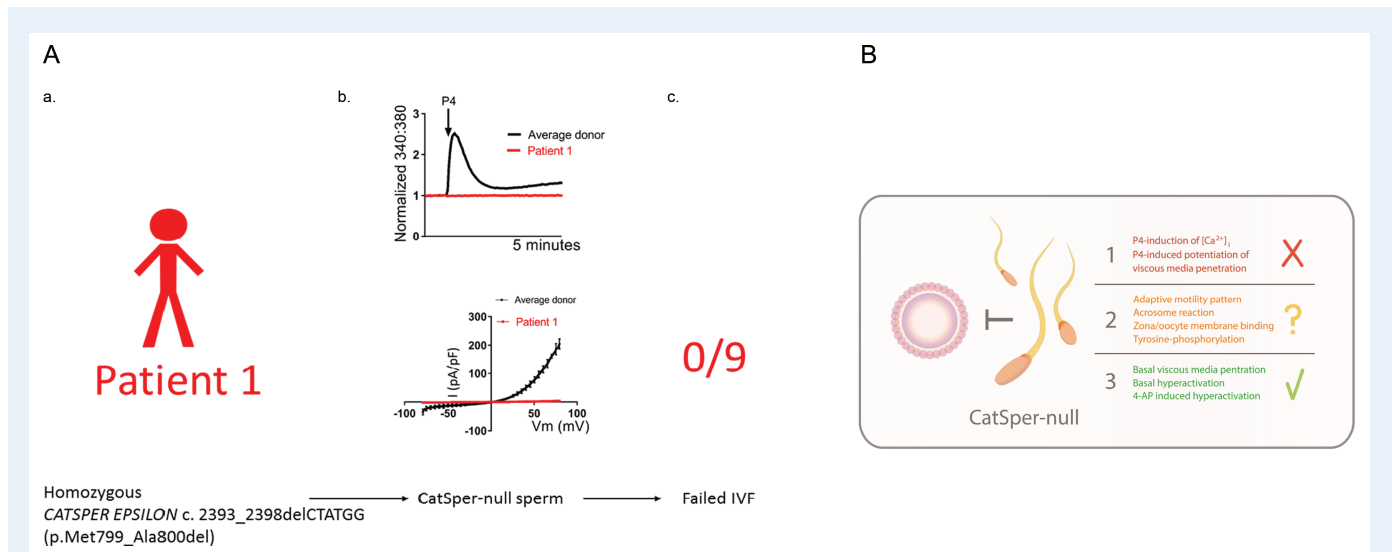 A
B
a.
b.
c.
P4
3
2
1
0
Normalized 340:380
Average donor
Patient 1
5 minutes
Patient 1
Average donor
Patient 1
300
200
100
-100
-100
-50
50
100
I (pA/pF)
Vm (mV)
0/9
Homozygous
CATSPER EPSILON c. 2393_2398delCTATGG
(p.Met799_Ala800del)
CatSper-null sperm
Failed IVF
CatSper-null
1
P4-induction of [Ca²⁺]ᵢ
P4-induced potentiation of
viscous media penetration
X
2
Adaptive motility pattern
Acrosome reaction
Zona/oocyte membrane binding
Tyrosine-phosphorylation
?
3
Basal viscous media pentration
Basal hyperactivation
4-AP induced hyperactivation
√